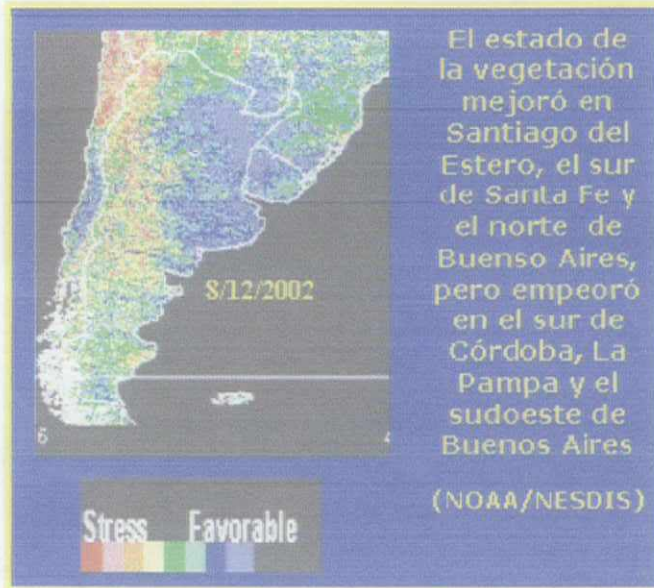 El estado de
la vegetación
mejoró en
Santiago del
Estero, el sur
de Santa Fe y
el norte de
Buenso Aires,
pero empeoró
en el sur de
Córdoba, La
Pampa y el
sudoeste de
Buenos Aires
(NOAA/NESDIS)
8/12/2002
6 4
Stress Favorable